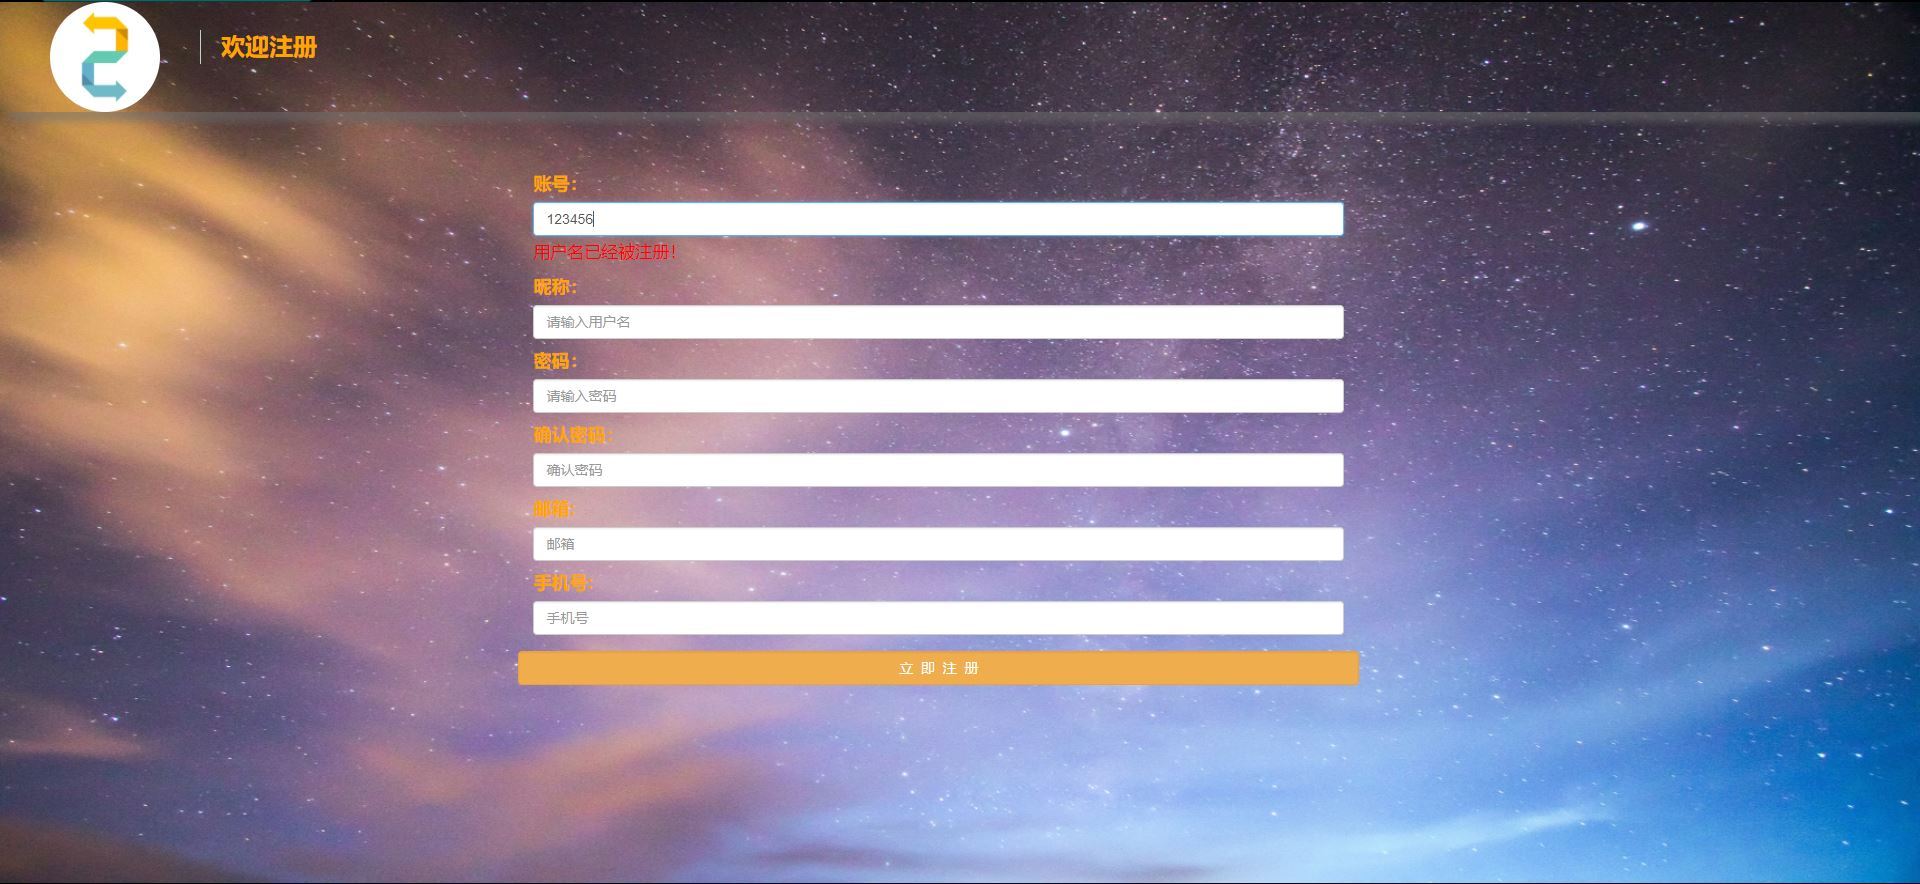 欢迎注册
账号：
123456
用户名已经被注册！
昵称：
请输入用户名
密码：
请输入密码
确认密码：
确认密码
邮箱：
邮箱
手机号：
手机号
立 即 注 册